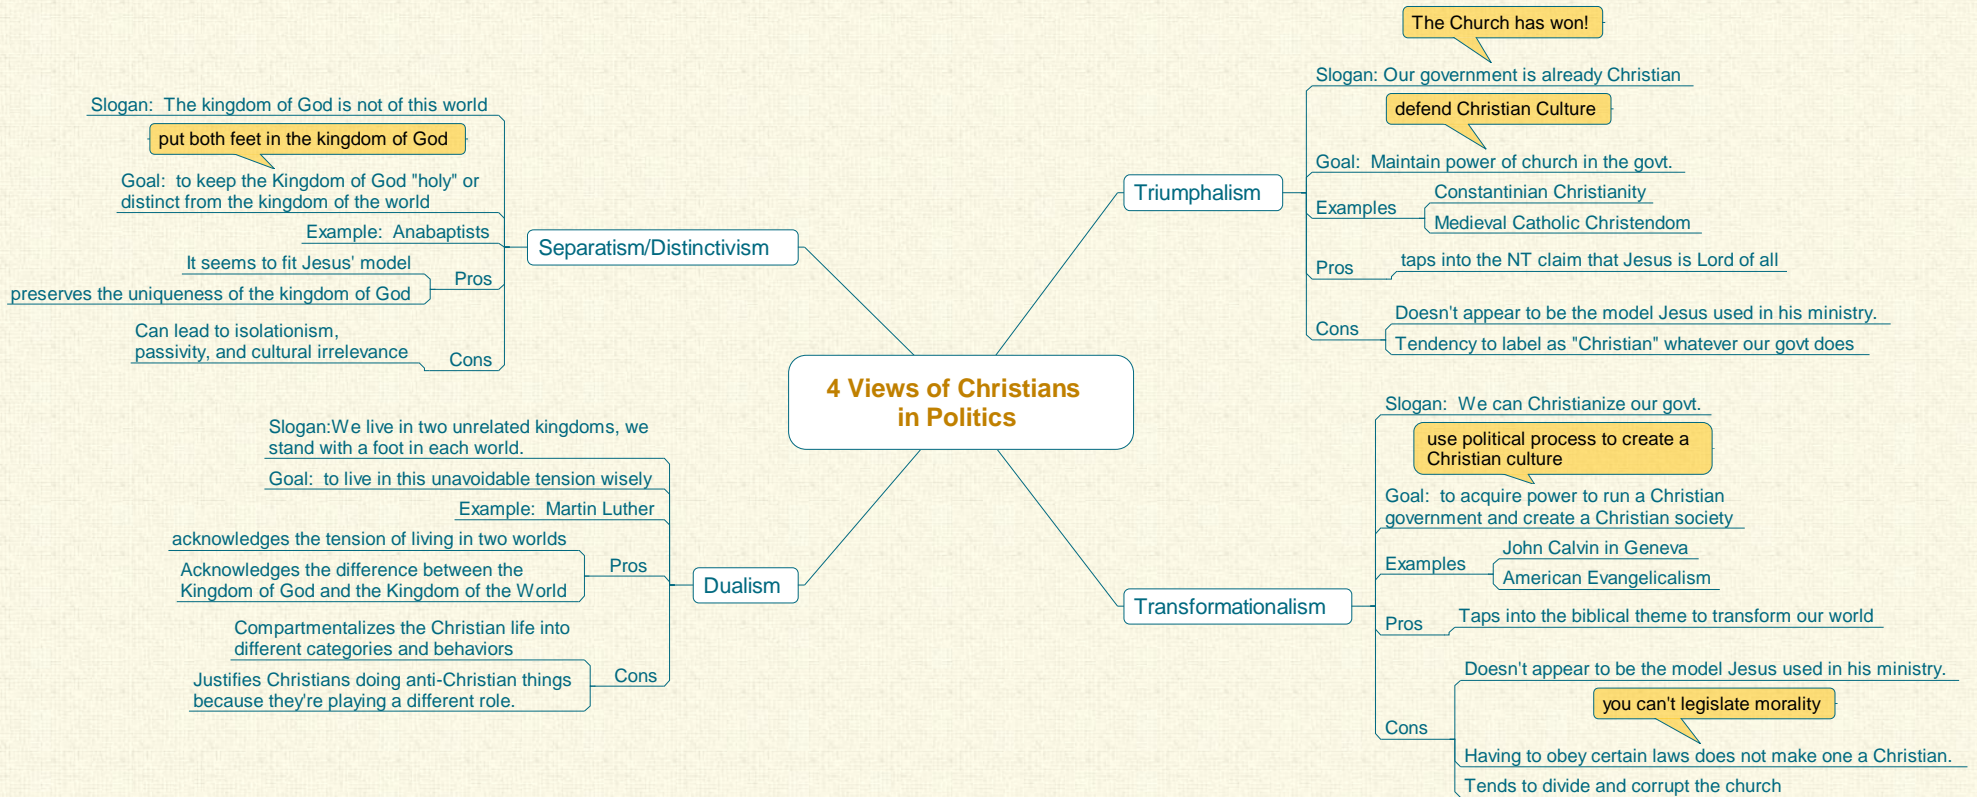 4 Views of Christians
in Politics
Triumphalism
The Church has won!
Slogan: Our government is already Christian
defend Christian Culture
Goal:  Maintain power of church in the govt.
Examples
Constantinian Christianity
Medieval Catholic Christendom
Pros
taps into the NT claim that Jesus is Lord of all
Cons
Doesn't appear to be the model Jesus used in his ministry.
Tendency to label as "Christian" whatever our govt does
Transformationalism
Slogan:  We can Christianize our govt.
use political process to create a
Christian culture
Goal:  to acquire power to run a Christian
government and create a Christian society
Examples
John Calvin in Geneva
American Evangelicalism
Pros
Taps into the biblical theme to transform our world
Cons
Doesn't appear to be the model Jesus used in his ministry.
you can't legislate morality
Having to obey certain laws does not make one a Christian.
Tends to divide and corrupt the church
Separatism/Distinctivism
Slogan:  The kingdom of God is not of this world
put both feet in the kingdom of God
Goal:  to keep the Kingdom of God "holy" or
distinct from the kingdom of the world
Example:  Anabaptists
Pros
It seems to fit Jesus' model
preserves the uniqueness of the kingdom of God
Cons
Can lead to isolationism,
passivity, and cultural irrelevance
Dualism
Slogan:We live in two unrelated kingdoms, we
stand with a foot in each world.
Goal:  to live in this unavoidable tension wisely
Example:  Martin Luther
Pros
acknowledges the tension of living in two worlds
Acknowledges the difference between the
Kingdom of God and the Kingdom of the World
Cons
Compartmentalizes the Christian life into
different categories and behaviors
Justifies Christians doing anti-Christian things
because they're playing a different role.